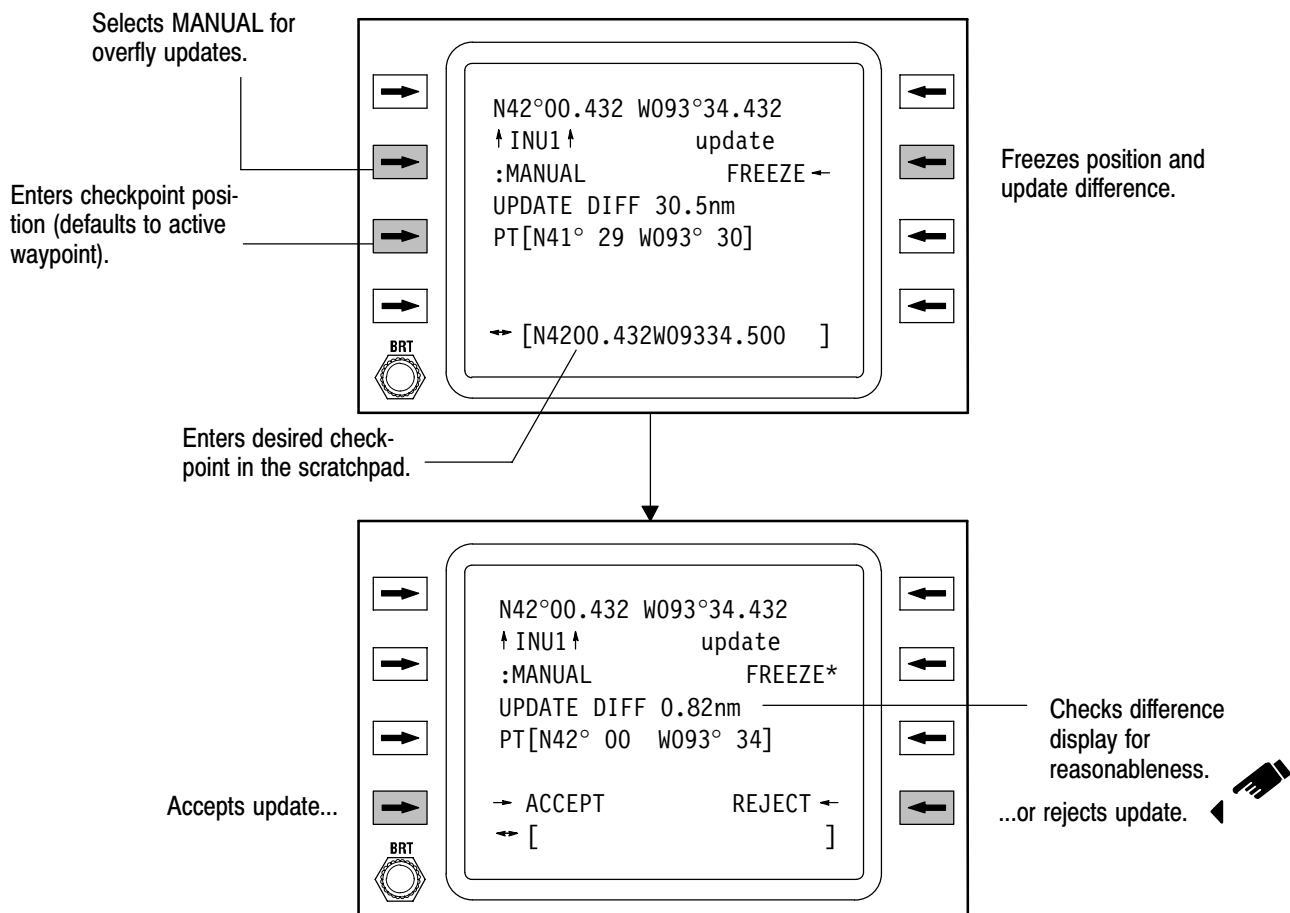 Selects MANUAL for
overfly updates.
N42°00.432 W093°34.432
↑INU1↑ update
:MANUAL FREEZE←
UPDATE DIFF 30.5nm
PT[N41° 29 W093° 30]
↔ [N4200.432W09334.500 ]
BRT
Freezes position and
update difference.
Enters checkpoint posi-
tion (defaults to active
waypoint).
Enters desired check-
point in the scratchpad.
N42°00.432 W093°34.432
↑INU1↑ update
:MANUAL FREEZE*
UPDATE DIFF 0.82nm
PT[N42° 00 W093° 34]
→ ACCEPT REJECT ←
↔ [ ]
BRT
Checks difference
display for
reasonableness.
Accepts update...
...or rejects update.